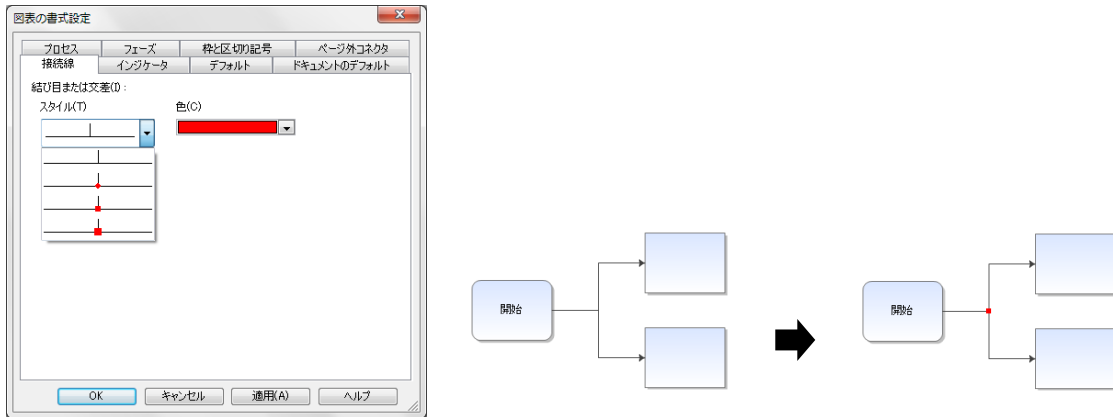 図表の書式設定
プロセス フェーズ 枠と区切り記号 ページ外コネクタ
接続線 インジケータ デフォルト ドキュメントのデフォルト
結び目または交差(I):
スタイル(T) 色(C)
開始
開始
OK キャンセル 適用(A) ヘルプ